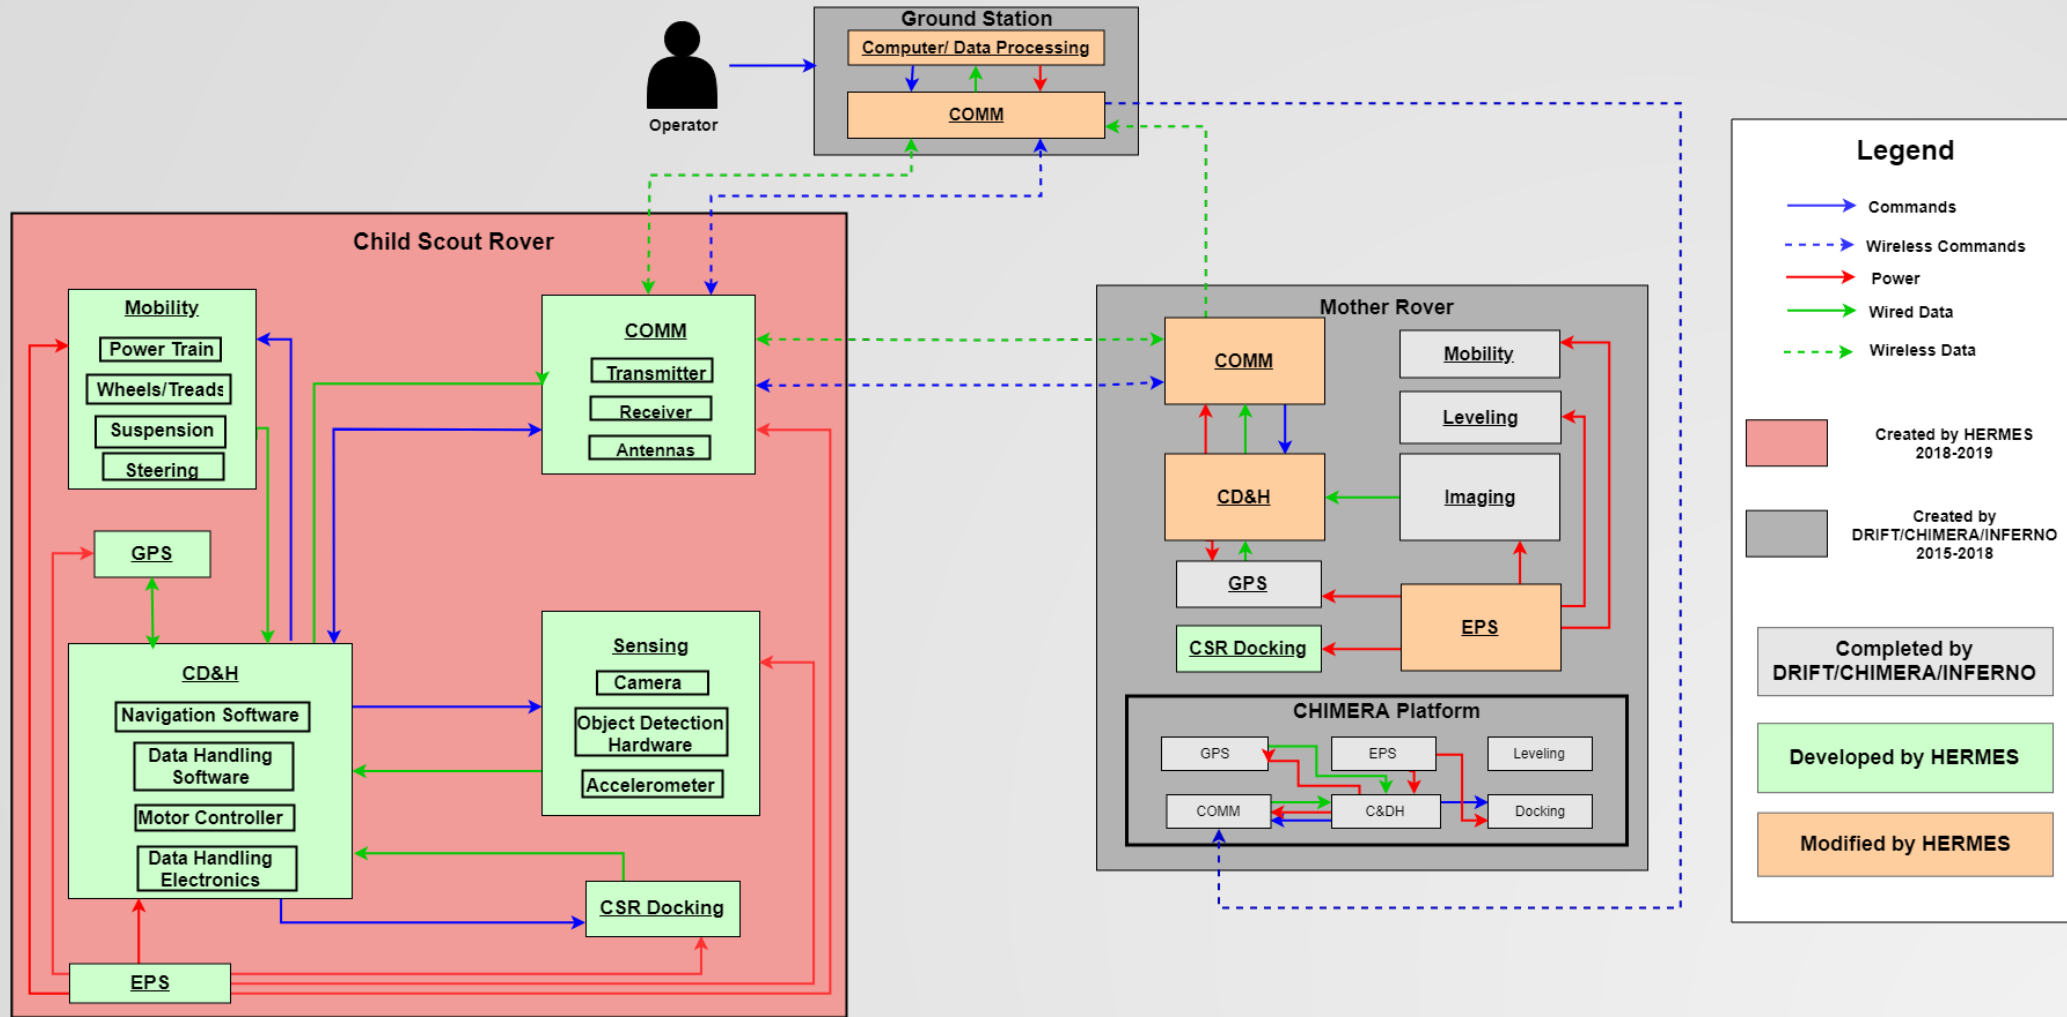 Ground Station
Computer/ Data Processing
COMM
Operator
Child Scout Rover
Mobility
Power Train
Wheels/Treads
Suspension
Steering
GPS
CD&H
Navigation Software
Data Handling
Software
Motor Controller
Data Handling
Electronics
EPS
COMM
Transmitter
Receiver
Antennas
Sensing
Camera
Object Detection
Hardware
Accelerometer
CSR Docking
Mother Rover
COMM
CD&H
GPS
CSR Docking
Mobility
Leveling
Imaging
EPS
CHIMERA Platform
GPS
EPS
Leveling
COMM
C&DH
Docking
Legend
Commands
Wireless Commands
Power
Wired Data
Wireless Data
Created by HERMES
2018-2019
Created by
DRIFT/CHIMERA/INFERNO
2015-2018
Completed by
DRIFT/CHIMERA/INFERNO
Developed by HERMES
Modified by HERMES